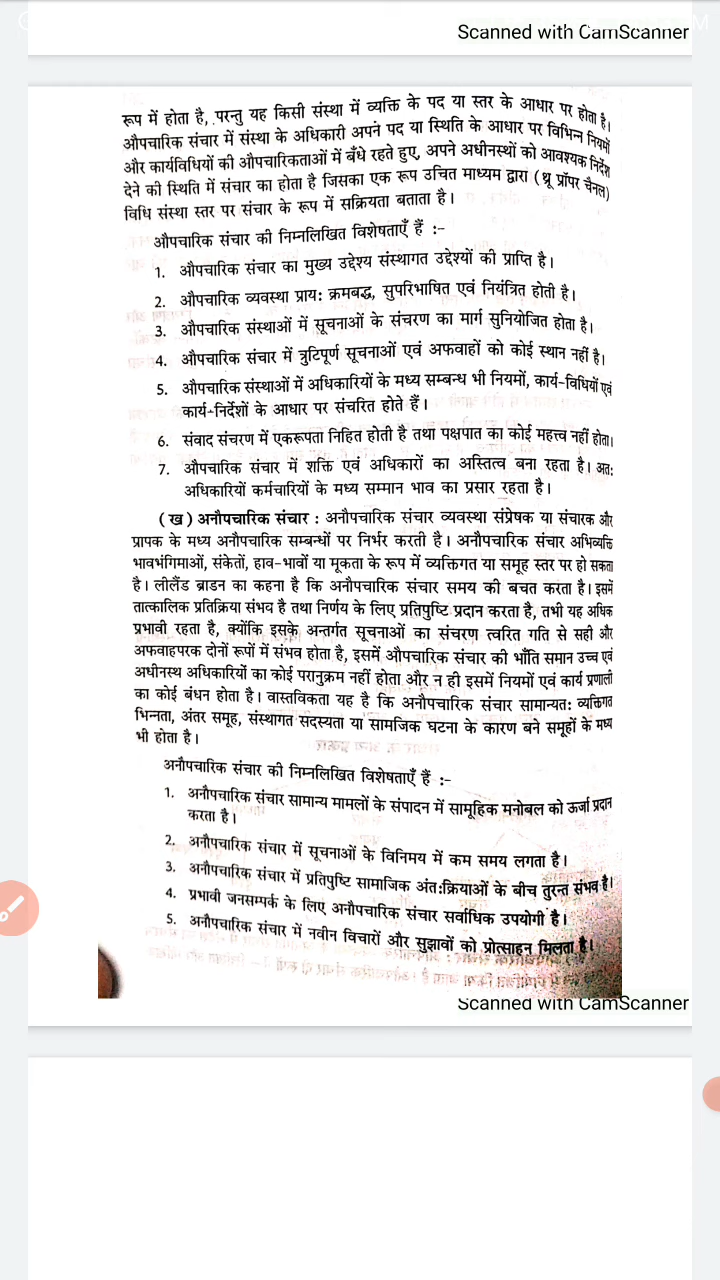 Scanned with CamScanner
रूप में होता है, परन्तु यह किसी संस्था में व्यक्ति के पद या स्तर के आधार पर होता है।
औपचारिक संचार में संस्था के अधिकारी अपने पद या स्थिति के आधार पर विभिन्न नियमों
और कार्यविधियों की औपचारिकताओं में बँधे रहते हुए, अपने अधीनस्थों को आवश्यक निर्देश
देने की स्थिति में संचार का होता है जिसका एक रूप उचित माध्यम द्वारा (थ्रू प्रॉपर चैनल)
विधि संस्था स्तर पर संचार के रूप में सक्रियता बताता है।
औपचारिक संचार की निम्नलिखित विशेषताएँ हैं :-
1. औपचारिक संचार का मुख्य उद्देश्य संस्थागत उद्देश्यों की प्राप्ति है।
2. औपचारिक व्यवस्था प्राय: क्रमबद्ध, सुपरिभाषित एवं नियंत्रित होती है।
3. औपचारिक संस्थाओं में सूचनाओं के संचरण का मार्ग सुनियोजित होता है।
4. औपचारिक संचार में त्रुटिपूर्ण सूचनाओं एवं अफवाहों को कोई स्थान नहीं है।
5. औपचारिक संस्थाओं में अधिकारियों के मध्य सम्बन्ध भी नियमों, कार्य-विधियों एवं
कार्य-निर्देशों के आधार पर संचरित होते हैं।
6. संवाद संचरण में एकरूपता निहित होती है तथा पक्षपात का कोई महत्त्व नहीं होता।
7. औपचारिक संचार में शक्ति एवं अधिकारों का अस्तित्व बना रहता है। अत:
अधिकारियों कर्मचारियों के मध्य सम्मान भाव का प्रसार रहता है।
(ख) अनौपचारिक संचार : अनौपचारिक संचार व्यवस्था संप्रेषक या संचारक और
प्रापक के मध्य अनौपचारिक सम्बन्धों पर निर्भर करती है। अनौपचारिक संचार अभिव्यक्ति
भावभंगिमाओं, संकेतों, हाव-भावों या मूकता के रूप में व्यक्तिगत या समूह स्तर पर हो सकता
है। लीलैंड ब्राडन का कहना है कि अनौपचारिक संचार समय की बचत करता है। इसमें
तात्कालिक प्रतिक्रिया संभव है तथा निर्णय के लिए प्रतिपुष्टि प्रदान करता है, तभी यह अधिक
प्रभावी रहता है, क्योंकि इसके अन्तर्गत सूचनाओं का संचरण त्वरित गति से सही और
अफवाहपरक दोनों रूपों में संभव होता है, इसमें औपचारिक संचार की भाँति समान उच्च एवं
अधीनस्थ अधिकारियों का कोई परानुक्रम नहीं होता और न ही इसमें नियमों एवं कार्य प्रणाली
का कोई बंधन होता है। वास्तविकता यह है कि अनौपचारिक संचार सामान्यत: व्यक्तिगत
भिन्नता, अंतर समूह, संस्थागत सदस्यता या सामजिक घटना के कारण बने समूहों के मध्य
भी होता है।
अनौपचारिक संचार की निम्नलिखित विशेषताएँ हैं :-
1. अनौपचारिक संचार सामान्य मामलों के संपादन में सामूहिक मनोबल को ऊर्जा प्रदान
करता है।
2. अनौपचारिक संचार में सूचनाओं के विनिमय में कम समय लगता है।
3. अनौपचारिक संचार में प्रतिपुष्टि सामाजिक अंत:क्रियाओं के बीच तुरन्त संभव है।
4. प्रभावी जनसम्पर्क के लिए अनौपचारिक संचार सर्वाधिक उपयोगी है।
5. अनौपचारिक संचार में नवीन विचारों और सुझावों को प्रोत्साहन मिलता है।
Scanned with CamScanner